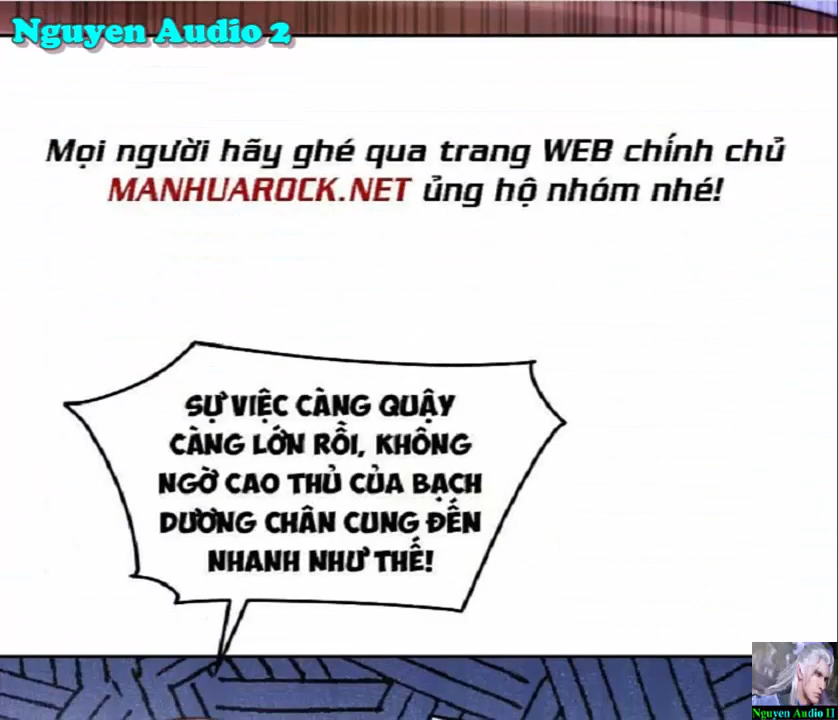 Nguyen Audio 2
Mọi người hãy ghé qua trang WEB chính chủ
MANHUAROCK.NET ủng hộ nhóm nhé!
SỰ VIỆC CÀNG QUẬY
CÀNG LỚN RỒI, KHÔNG
NGỜ CAO THỦ CỦA BẠCH
DƯƠNG CHÂN CUNG ĐẾN
NHANH NHƯ THẾ!
Nguyen Audio II